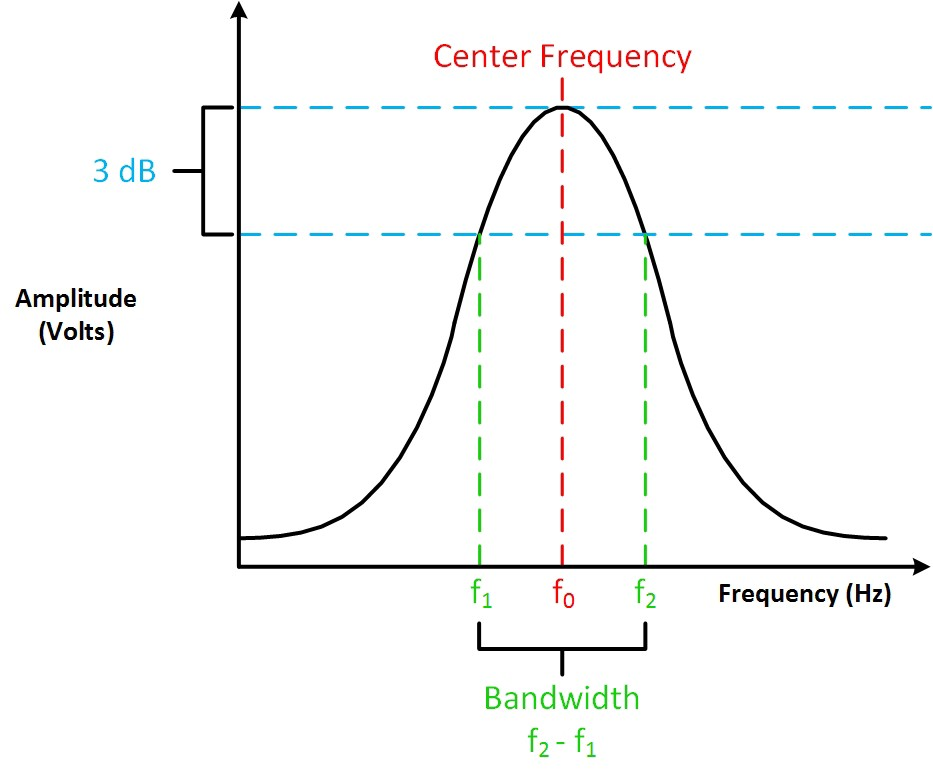 Center Frequency
3 dB
Amplitude
(Volts)
f₁
f₀
f₂
Frequency (Hz)
Bandwidth
f₂ - f₁